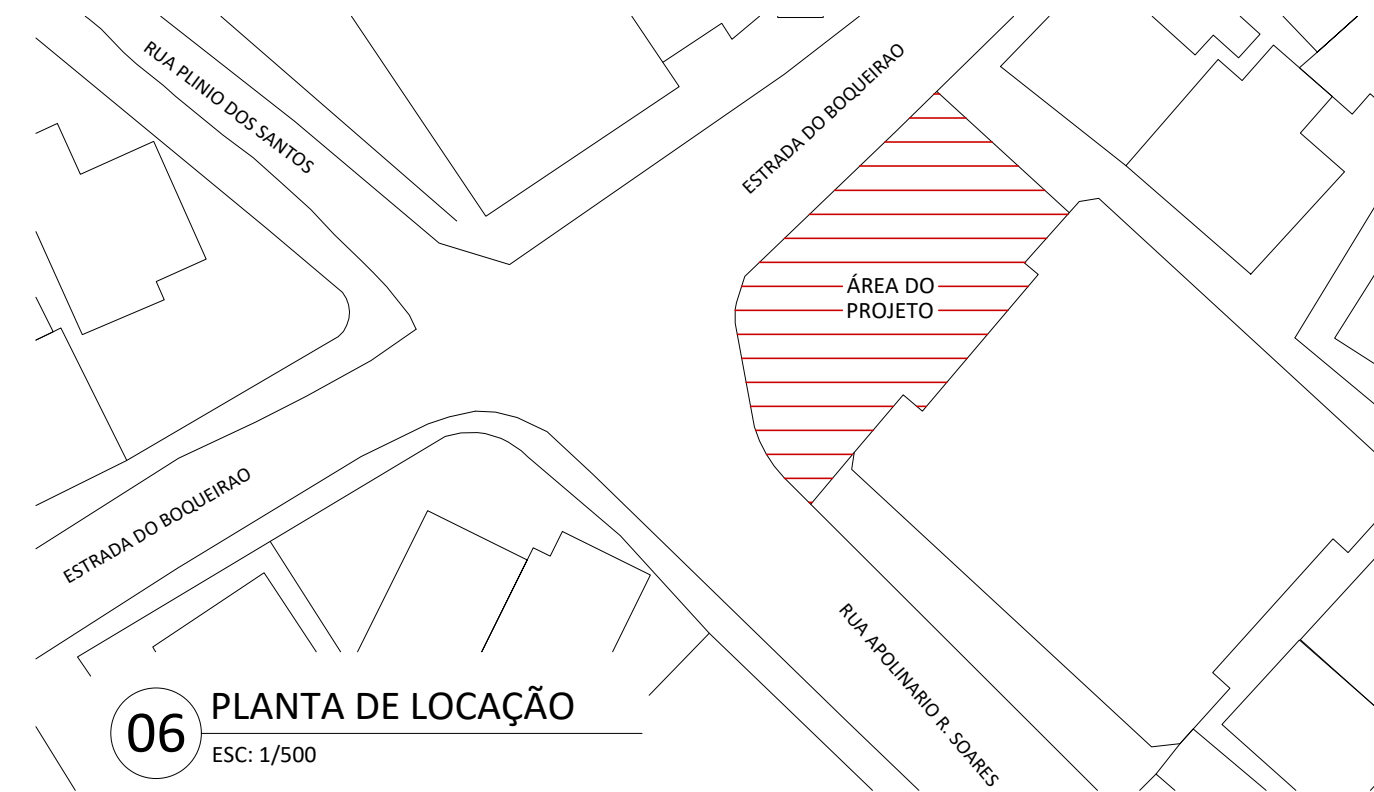 RUA PLINIO DOS SANTOS
ESTRADA DO BOQUEIRAO
ÁREA DO
PROJETO
ESTRADA DO BOQUEIRAO
RUA APOLINARIO R. SOARES
06
PLANTA DE LOCAÇÃO
ESC: 1/500